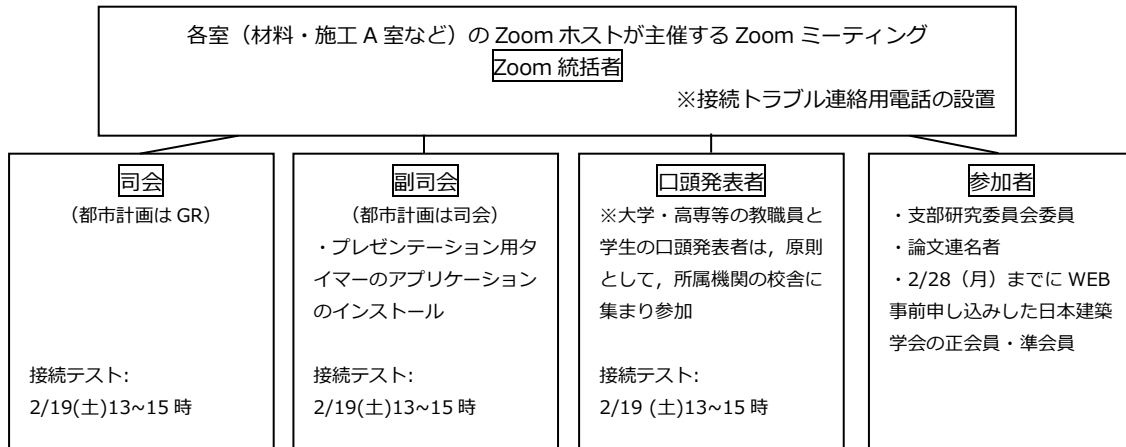 各室（材料・施工 A 室など）の Zoom ホストが主催する Zoom ミーティング
Zoom 統括者
※接続トラブル連絡用電話の設置
司会
（都市計画は GR）
接続テスト:
2/19(土)13~15 時
副司会
（都市計画は司会）
・プレゼンテーション用タ
イマーのアプリケーション
のインストール
接続テスト:
2/19(土)13~15 時
口頭発表者
※大学・高専等の教職員と
学生の口頭発表者は，原則
として，所属機関の校舎に
集まり参加
接続テスト:
2/19 (土)13~15 時
参加者
・支部研究委員会委員
・論文連名者
・2/28（月）までに WEB
事前申し込みした日本建築
学会の正会員・準会員